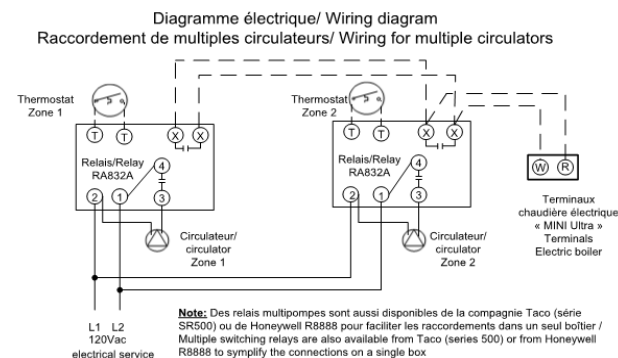 Diagramme électrique/ Wiring diagram
Raccordement de multiples circulateurs/ Wiring for multiple circulators
Thermostat
Zone 1
Thermostat
Zone 2
T T X X
T T X X
Relais/Relay
RA832A
4
2 1 3
Relais/Relay
RA832A
4
2 1 3
W R
Terminaux
chaudière électrique
« MINI Ultra »
Terminals
Electric boiler
Circulateur/
circulator
Zone 1
Circulateur/
circulator
Zone 2
L1 L2
120Vac
electrical service
Note: Des relais multipompes sont aussi disponibles de la compagnie Taco (série
SR500) ou de Honeywell R8888 pour faciliter les raccordements dans un seul boîtier /
Multiple switching relays are also available from Taco (series 500) or from Honeywell
R8888 to symplify the connections on a single box